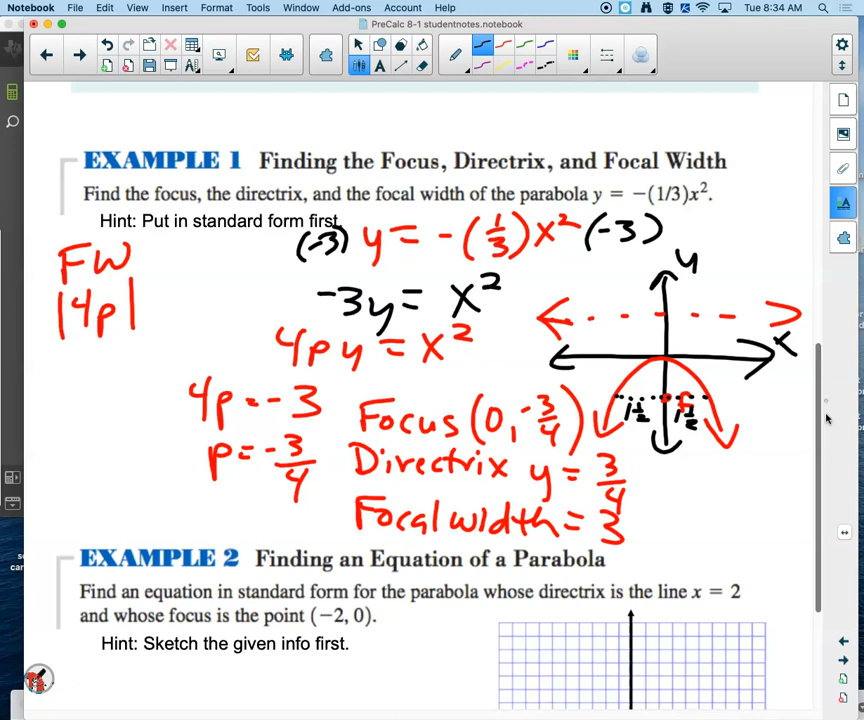 Notebook File Edit View Insert Format Tools Add-ons Account Help Tue 8:34 AM
PreCalc 8-1 studentnotes.notebook
EXAMPLE 1 Finding the Focus, Directrix, and Focal Width
Find the focus, the directrix, and the focal width of the parabola y = −(1/3)x².
Hint: Put in standard form first.
(-3) y = -(1/3)x² (-3)
FW
|4p|
-3y = x²
4py = x²
4p = -3
p = -3/4
Focus (0, -3/4)
Directrix y = 3/4
Focal width = 3
y
x
F
1 1/2 1 1/2
EXAMPLE 2 Finding an Equation of a Parabola
Find an equation in standard form for the parabola whose directrix is the line x = 2
and whose focus is the point (−2, 0).
Hint: Sketch the given info first.